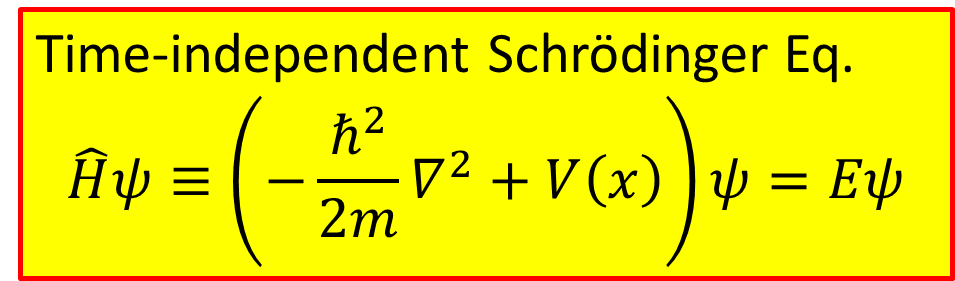 Time-independent Schrödinger Eq.
Ĥψ ≡ (−ħ²/2m ∇² + V(x)) ψ = Eψ